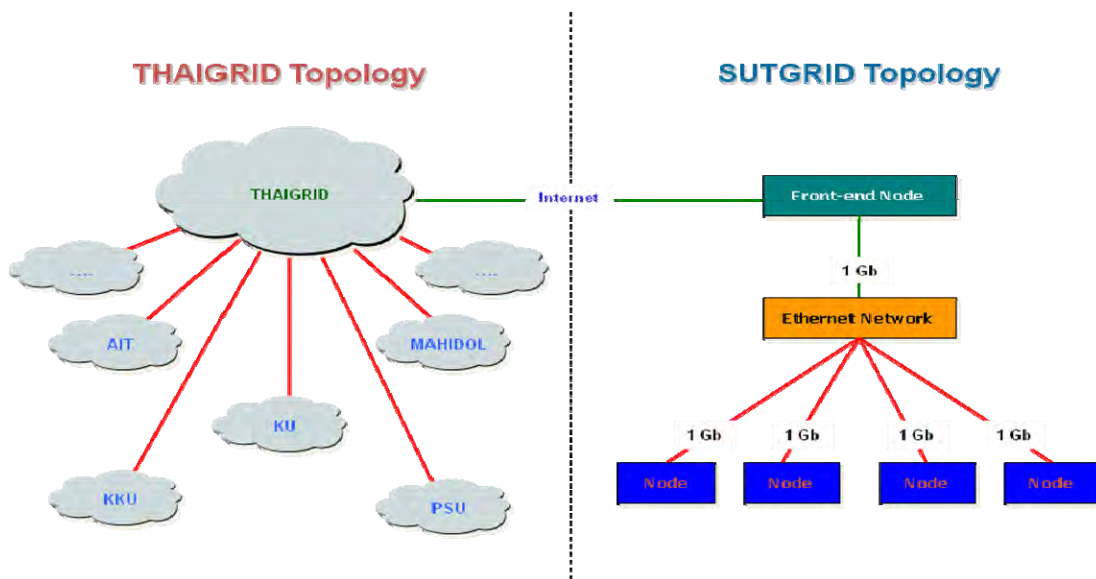 THAIGRID Topology
SUTGRID Topology
THAIGRID
Internet
Front-end Node
....
....
1 Gb
AIT
MAHIDOL
Ethernet Network
KU
1 Gb
1 Gb
1 Gb
1 Gb
KKU
PSU
Node
Node
Node
Node